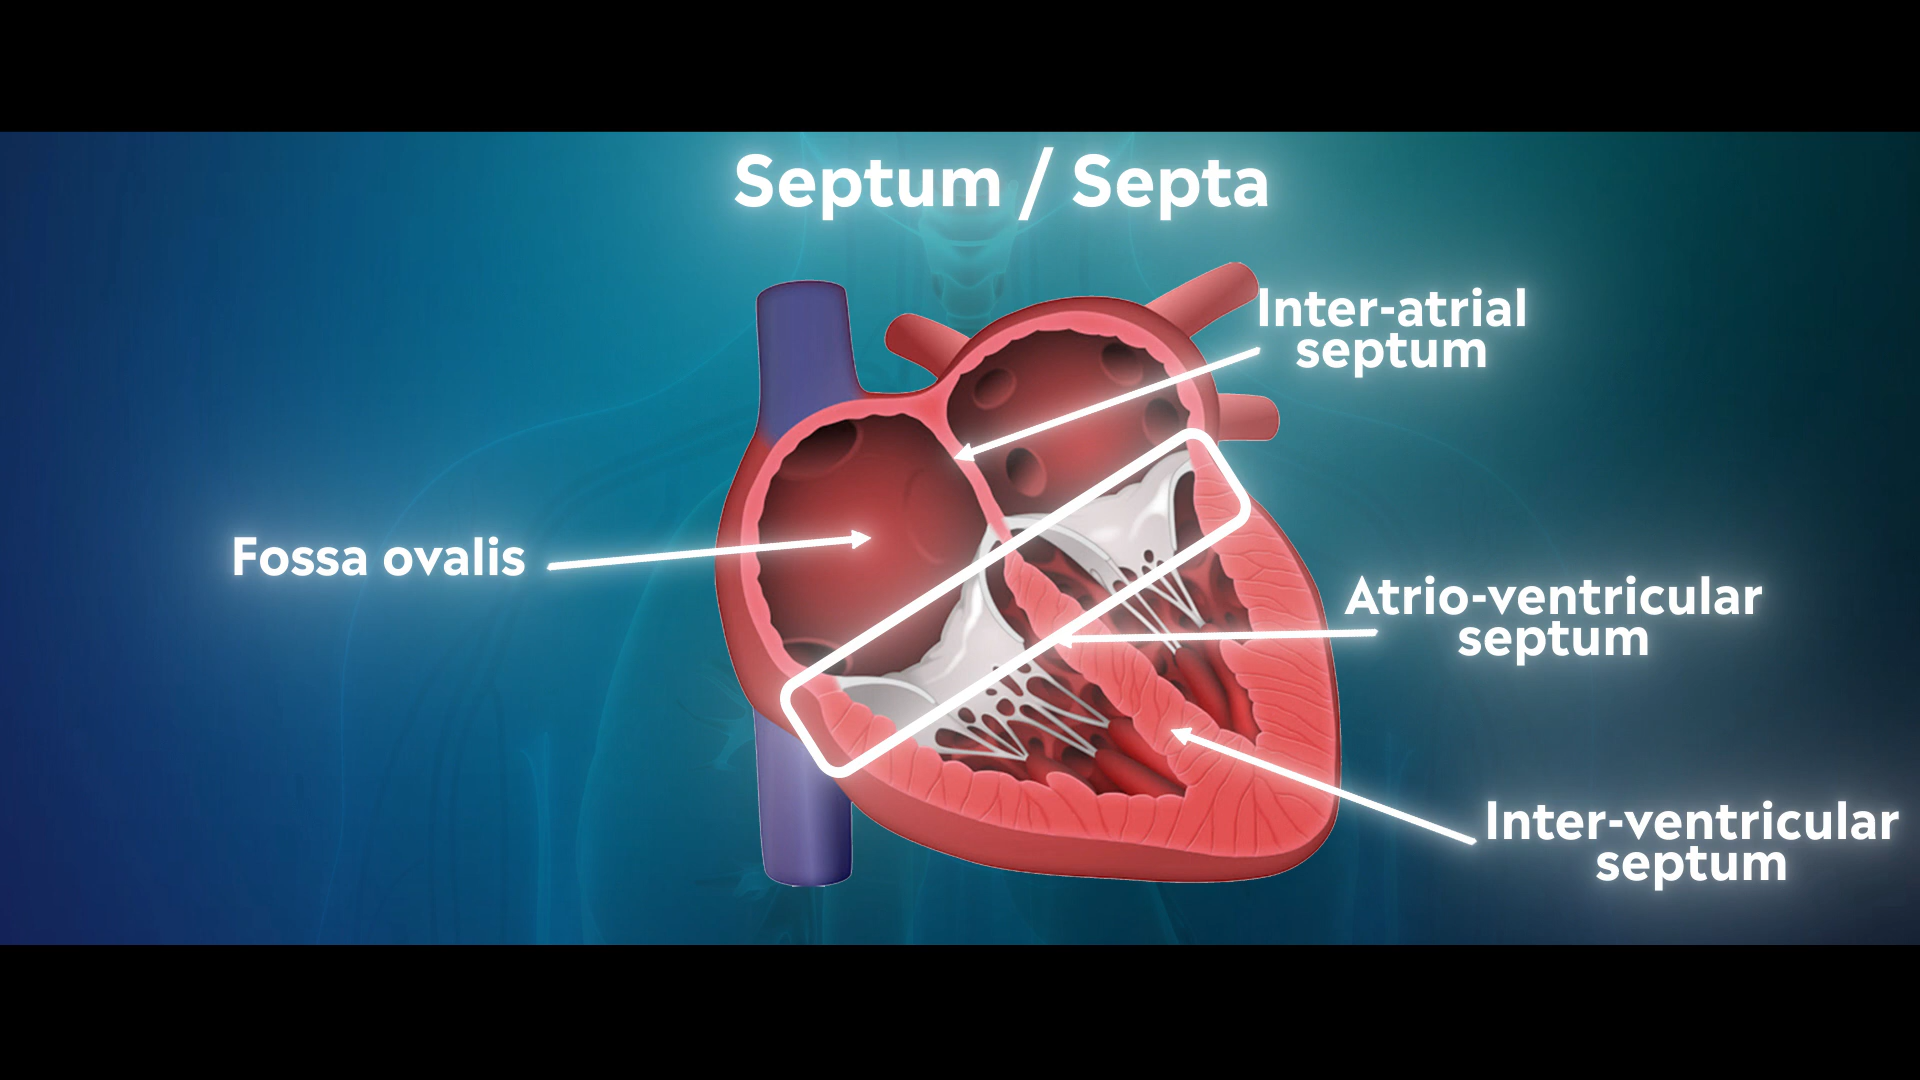 Septum / Septa
Inter-atrial
septum
Fossa ovalis
Atrio-ventricular
septum
Inter-ventricular
septum